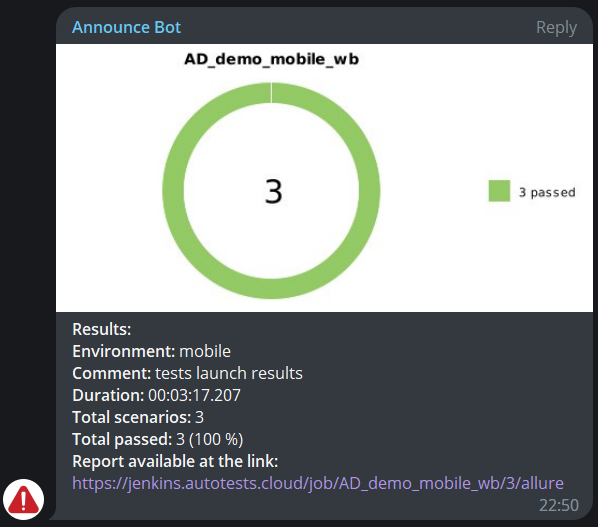 Announce Bot Reply
AD_demo_mobile_wb
3
3 passed
Results:
Environment: mobile
Comment: tests launch results
Duration: 00:03:17.207
Total scenarios: 3
Total passed: 3 (100 %)
Report available at the link:
https://jenkins.autotests.cloud/job/AD_demo_mobile_wb/3/allure
22:50